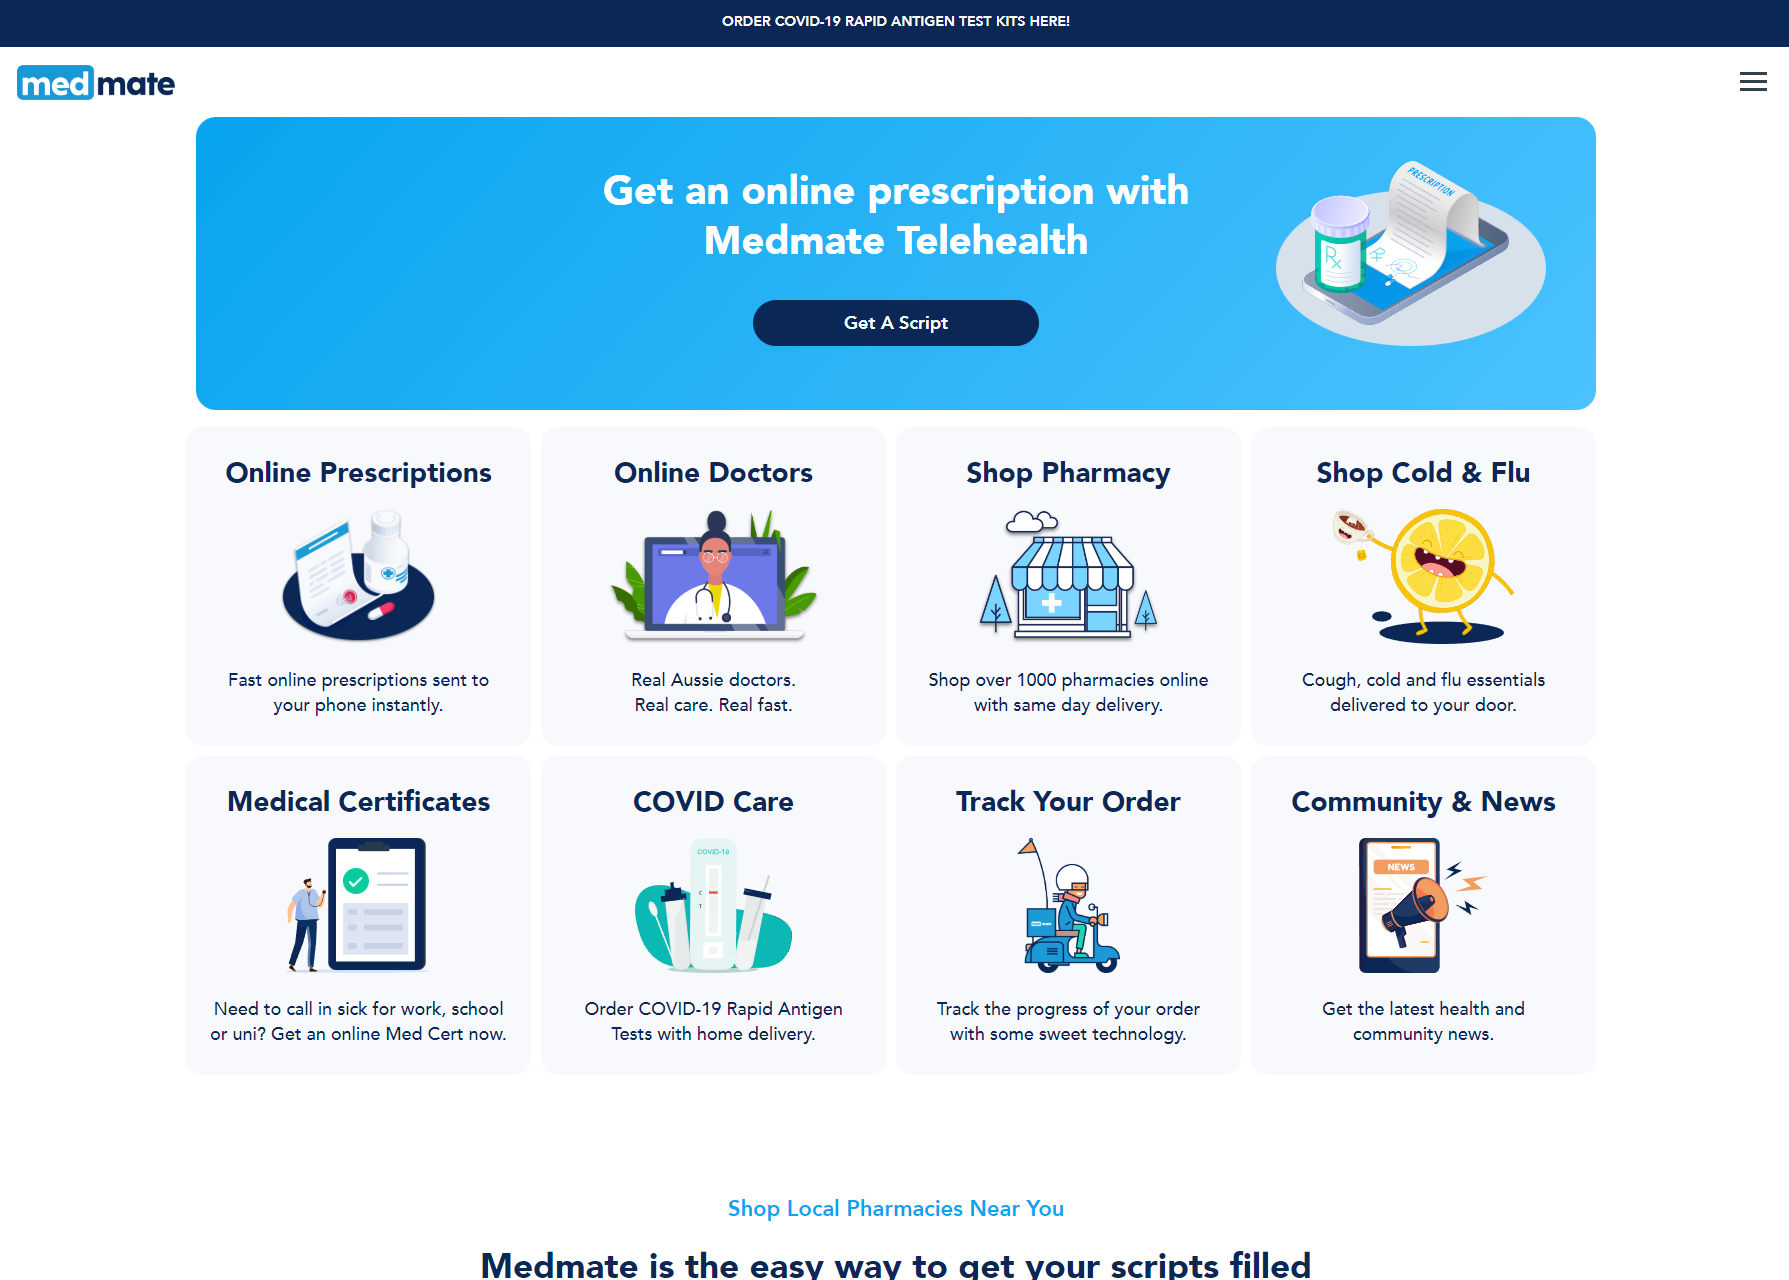 ORDER COVID-19 RAPID ANTIGEN TEST KITS HERE!
medmate
Get an online prescription with
Medmate Telehealth
Get A Script
PRESCRIPTION
Rx
Rx
Online Prescriptions
Fast online prescriptions sent to
your phone instantly.
Online Doctors
Real Aussie doctors.
Real care. Real fast.
Shop Pharmacy
Shop over 1000 pharmacies online
with same day delivery.
Shop Cold & Flu
Cough, cold and flu essentials
delivered to your door.
Medical Certificates
Need to call in sick for work, school
or uni? Get an online Med Cert now.
COVID Care
COVID-19
C
T
Order COVID-19 Rapid Antigen
Tests with home delivery.
Track Your Order
medmate
Track the progress of your order
with some sweet technology.
Community & News
NEWS
Get the latest health and
community news.
Shop Local Pharmacies Near You
Medmate is the easy way to get your scripts filled